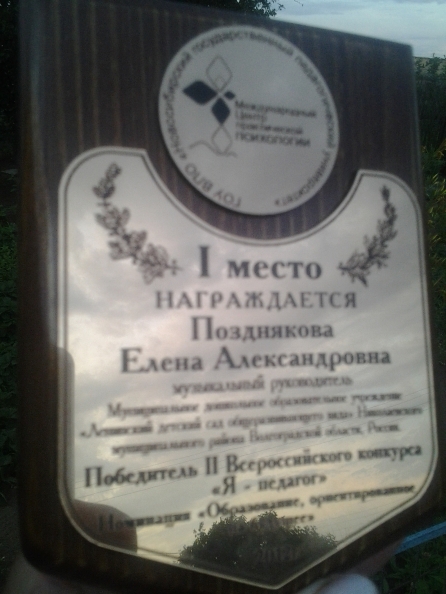 ГОУ ВПО «Новосибирский государственный педагогический университет»
Международный
Центр
практической
ПСИХОЛОГИИ
I место
НАГРАЖДАЕТСЯ
Позднякова
Елена Александровна
музыкальный руководитель
Муниципальное дошкольное образовательное учреждение
«Ленинский детский сад общеразвивающего вида» Николаевского
муниципального района Волгоградской области, Россия
Победитель II Всероссийского конкурса
«Я - педагог»
Номинация «Образование, ориентированное